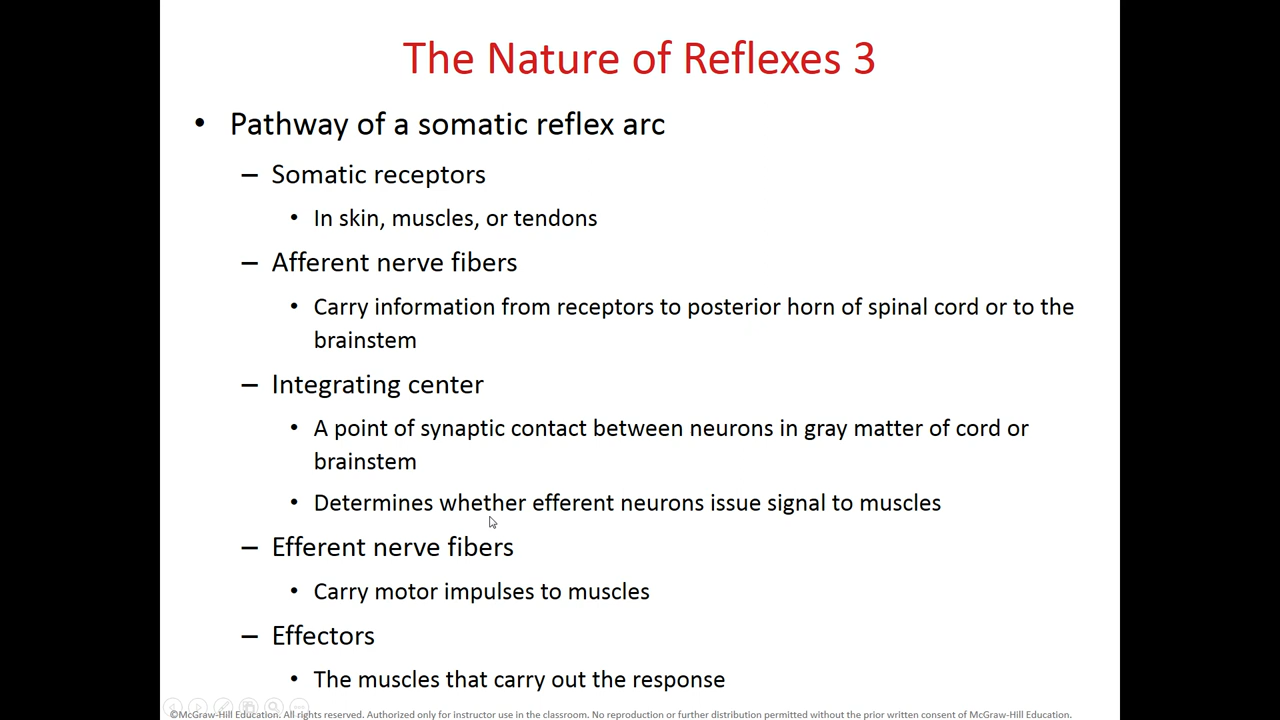 The Nature of Reflexes 3
• Pathway of a somatic reflex arc
– Somatic receptors
• In skin, muscles, or tendons
– Afferent nerve fibers
• Carry information from receptors to posterior horn of spinal cord or to the
brainstem
– Integrating center
• A point of synaptic contact between neurons in gray matter of cord or
brainstem
• Determines whether efferent neurons issue signal to muscles
– Efferent nerve fibers
• Carry motor impulses to muscles
– Effectors
• The muscles that carry out the response
©McGraw-Hill Education. All rights reserved. Authorized only for instructor use in the classroom. No reproduction or further distribution permitted without the prior written consent of McGraw-Hill Education.